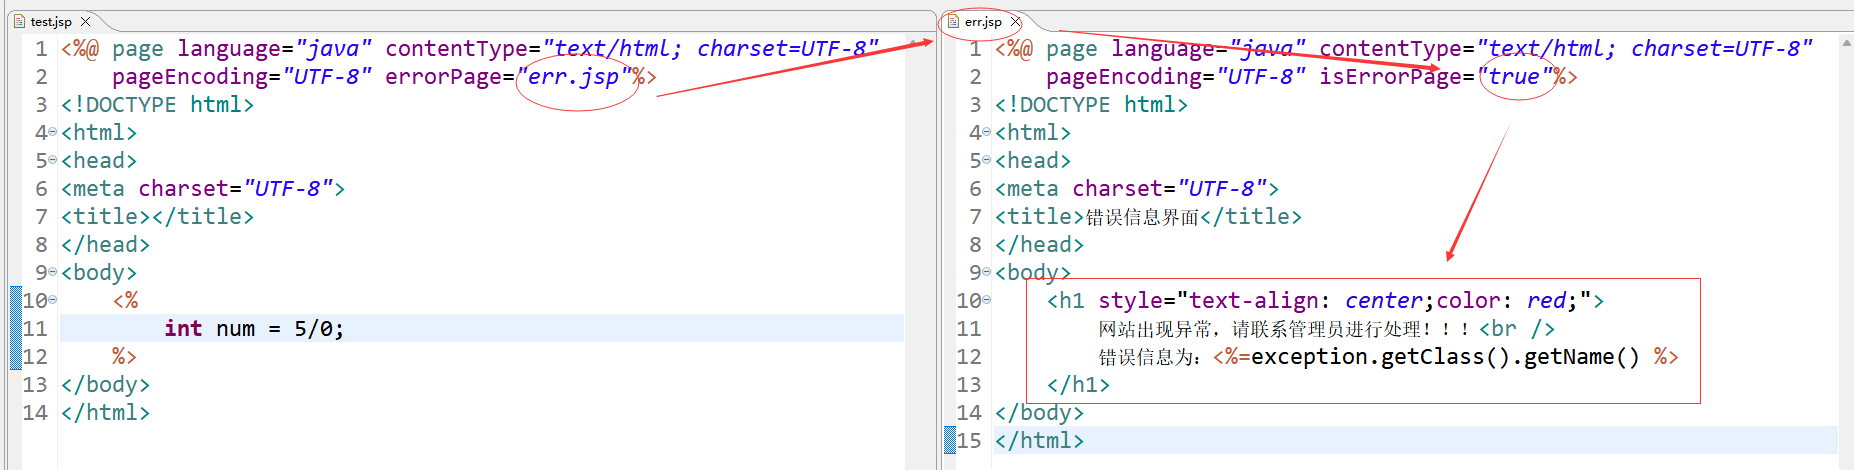 test.jsp
1 <%@ page language="java" contentType="text/html; charset=UTF-8"
2     pageEncoding="UTF-8" errorPage="err.jsp"%>
3 <!DOCTYPE html>
4 <html>
5 <head>
6 <meta charset="UTF-8">
7 <title></title>
8 </head>
9 <body>
10     <%
11         int num = 5/0;
12     %>
13 </body>
14 </html>
err.jsp
1 <%@ page language="java" contentType="text/html; charset=UTF-8"
2     pageEncoding="UTF-8" isErrorPage="true"%>
3 <!DOCTYPE html>
4 <html>
5 <head>
6 <meta charset="UTF-8">
7 <title>错误信息界面</title>
8 </head>
9 <body>
10     <h1 style="text-align: center;color: red;">
11         网站出现异常，请联系管理员进行处理！！！<br />
12         错误信息为：<%=exception.getClass().getName() %>
13     </h1>
14 </body>
15 </html>